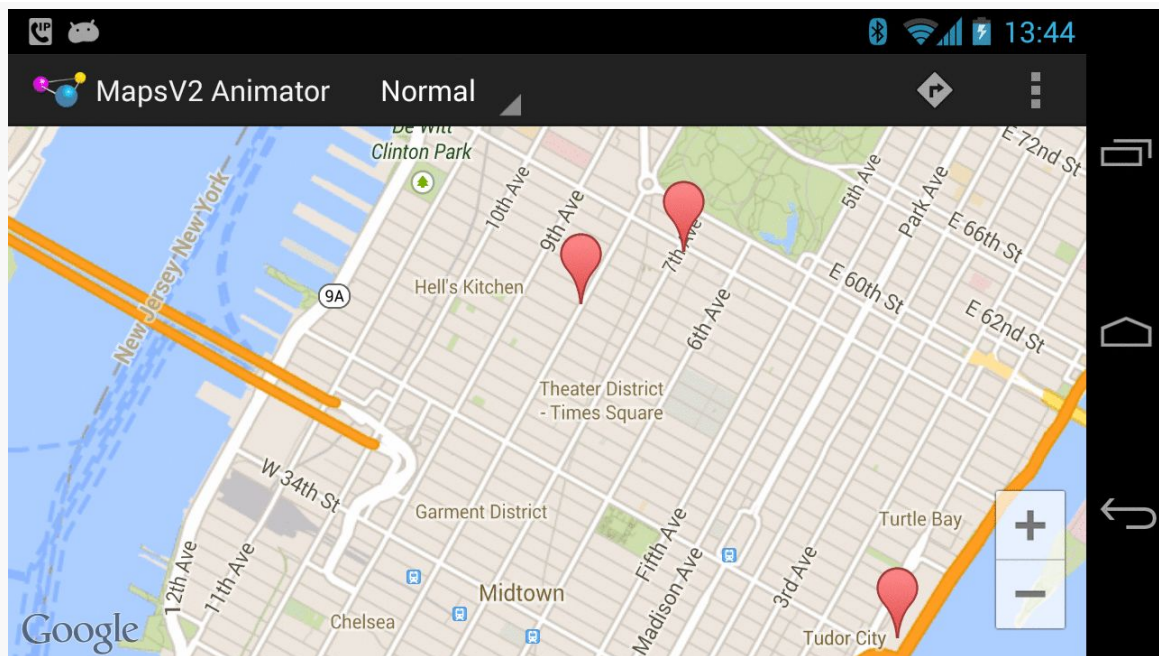 IP
13:44
MapsV2 Animator
Normal
De Witt
Clinton Park
10th Ave
9th Ave
7th Ave
5th Ave
Park Ave
E 72nd St
E 66th St
E 60th St
E 62nd St
6th Ave
New Jersey
New York
9A
Hell's Kitchen
Theater District
- Times Square
W 34th St
Garment District
Turtle Bay
12th Ave
11th Ave
Fifth Ave
Madison Ave
3rd Ave
Midtown
Chelsea
Tudor City
Google
+
−